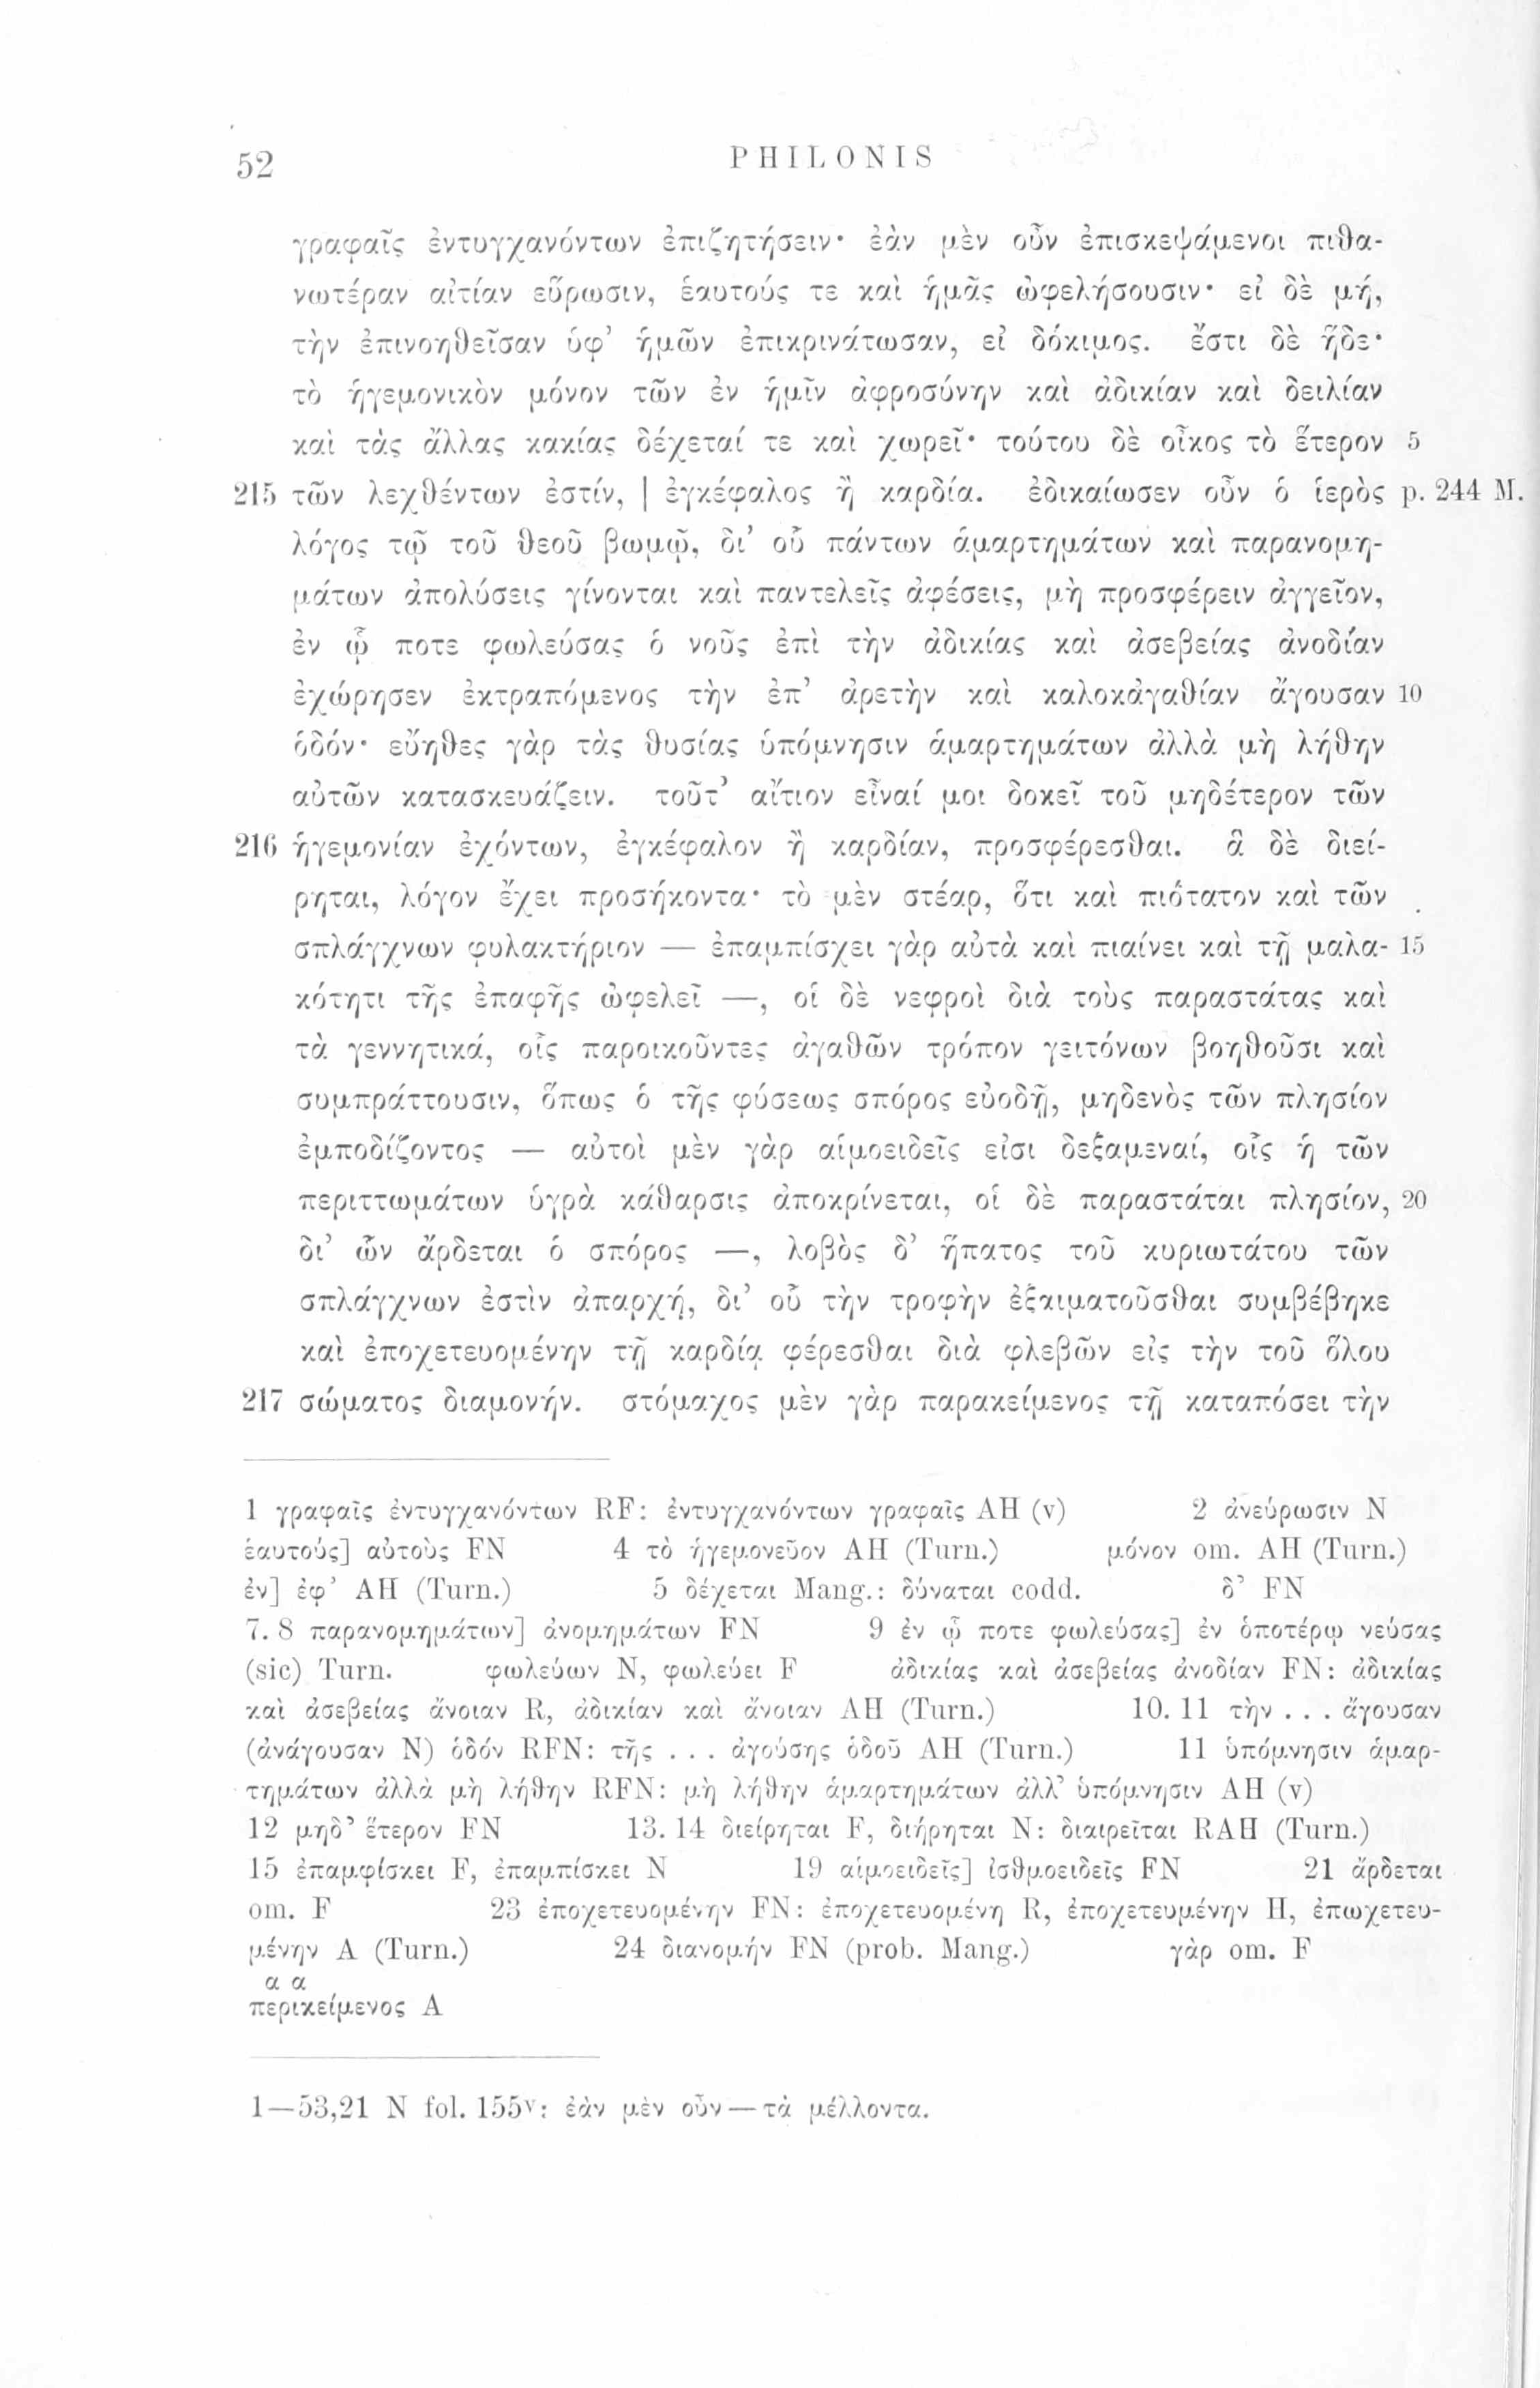 52 PHILONIS
γραφαῖς ἐντυγχανόντων ἐπιζητήσειν· ἐὰν μὲν οὖν ἐπισκεψάμενοι πιθα-
νωτέραν αἰτίαν εὕρωσιν, ἑαυτούς τε καὶ ἡμᾶς ὠφελήσουσιν· εἰ δὲ μή,
τὴν ἐπινοηθεῖσαν ὑφ’ ἡμῶν ἐπικρινάτωσαν, εἰ δόκιμος. ἔστι δὲ ἥδε·
τὸ ἡγεμονικὸν μόνον τῶν ἐν ἡμῖν ἀφροσύνην καὶ ἀδικίαν καὶ δειλίαν
καὶ τὰς ἄλλας κακίας δέχεταί τε καὶ χωρεῖ· τούτου δὲ οἶκος τὸ ἕτερον 5
215 τῶν λεχθέντων ἐστίν, | ἐγκέφαλος ἢ καρδία. ἐδικαίωσεν οὖν ὁ ἱερὸς p. 244 M.
λόγος τῷ τοῦ θεοῦ βωμῷ, δι’ οὗ πάντων ἁμαρτημάτων καὶ παρανομη-
μάτων ἀπολύσεις γίνονται καὶ παντελεῖς ἀφέσεις, μὴ προσφέρειν ἀγγεῖον,
ἐν ᾧ ποτε φωλεύσας ὁ νοῦς ἐπὶ τὴν ἀδικίας καὶ ἀσεβείας ἀνοδίαν
ἐχώρησεν ἐκτραπόμενος τὴν ἐπ’ ἀρετὴν καὶ καλοκἀγαθίαν ἄγουσαν 10
ὁδόν· εὔηθες γὰρ τὰς θυσίας ὑπόμνησιν ἁμαρτημάτων ἀλλὰ μὴ λήθην
αὐτῶν κατασκευάζειν. τοῦτ’ αἴτιον εἶναί μοι δοκεῖ τοῦ μηδέτερον τῶν
216 ἡγεμονίαν ἐχόντων, ἐγκέφαλον ἢ καρδίαν, προσφέρεσθαι. ἃ δὲ διεί-
ρηται, λόγον ἔχει προσήκοντα· τὸ μὲν στέαρ, ὅτι καὶ πιότατον καὶ τῶν
σπλάγχνων φυλακτήριον — ἐπαμπίσχει γὰρ αὐτὰ καὶ πιαίνει καὶ τῇ μαλα- 15
κότητι τῆς ἐπαφῆς ὠφελεῖ —, οἱ δὲ νεφροὶ διὰ τοὺς παραστάτας καὶ
τὰ γεννητικά, οἷς παροικοῦντες ἀγαθῶν τρόπον γειτόνων βοηθοῦσι καὶ
συμπράττουσιν, ὅπως ὁ τῆς φύσεως σπόρος εὐοδῇ, μηδενὸς τῶν πλησίον
ἐμποδίζοντος — αὐτοὶ μὲν γὰρ αἱμοειδεῖς εἰσι δεξαμεναί, οἷς ἡ τῶν
περιττωμάτων ὑγρὰ κάθαρσις ἀποκρίνεται, οἱ δὲ παραστάται πλησίον, 20
δι’ ὧν ἄρδεται ὁ σπόρος —, λοβὸς δ’ ἥπατος τοῦ κυριωτάτου τῶν
σπλάγχνων ἐστὶν ἀπαρχή, δι’ οὗ τὴν τροφὴν ἐξαιματοῦσθαι συμβέβηκε
καὶ ἐποχετευομένην τῇ καρδίᾳ φέρεσθαι διὰ φλεβῶν εἰς τὴν τοῦ ὅλου
217 σώματος διαμονήν. στόμαχος μὲν γὰρ παρακείμενος τῇ καταπόσει τὴν
1 γραφαῖς ἐντυγχανόντων RF: ἐντυγχανόντων γραφαῖς AH (v) 2 ἀνεύρωσιν N
ἑαυτούς] αὐτοὺς FN 4 τὸ ἡγεμονεῦον AH (Turn.) μόνον om. AH (Turn.)
ἐν] ἐφ’ AH (Turn.) 5 δέχεται Mang.: δύναται codd. δ’ FN
7. 8 παρανομημάτων] ἀνομημάτων FN 9 ἐν ᾧ ποτε φωλεύσας] ἐν ὁποτέρῳ νεύσας
(sic) Turn. φωλεύων N, φωλεύει F ἀδικίας καὶ ἀσεβείας ἀνοδίαν FN: ἀδικίας
καὶ ἀσεβείας ἄνοιαν R, ἀδικίαν καὶ ἄνοιαν AH (Turn.) 10. 11 τὴν . . . ἄγουσαν
(ἀνάγουσαν N) ὁδόν RFN: τῆς . . . ἀγούσης ὁδοῦ AH (Turn.) 11 ὑπόμνησιν ἁμαρ-
τημάτων ἀλλὰ μὴ λήθην RFN: μὴ λήθην ἁμαρτημάτων ἀλλ’ ὑπόμνησιν AH (v)
12 μηδ’ ἕτερον FN 13. 14 διείρηται F, διήρηται N: διαιρεῖται RAH (Turn.)
15 ἐπαμφίσκει F, ἐπαμπίσκει N 19 αἱμοειδεῖς] ἰσθμοειδεῖς FN 21 ἄρδεται
om. F 23 ἐποχετευομένην FN: ἐποχετευομένη R, ἐποχετευμένην H, ἐπωχετευ-
μένην A (Turn.) 24 διανομήν FN (prob. Mang.) γὰρ om. F
α α
περικείμενος A
1—53,21 N fol. 155v: ἐὰν μὲν οὖν — τὰ μέλλοντα.